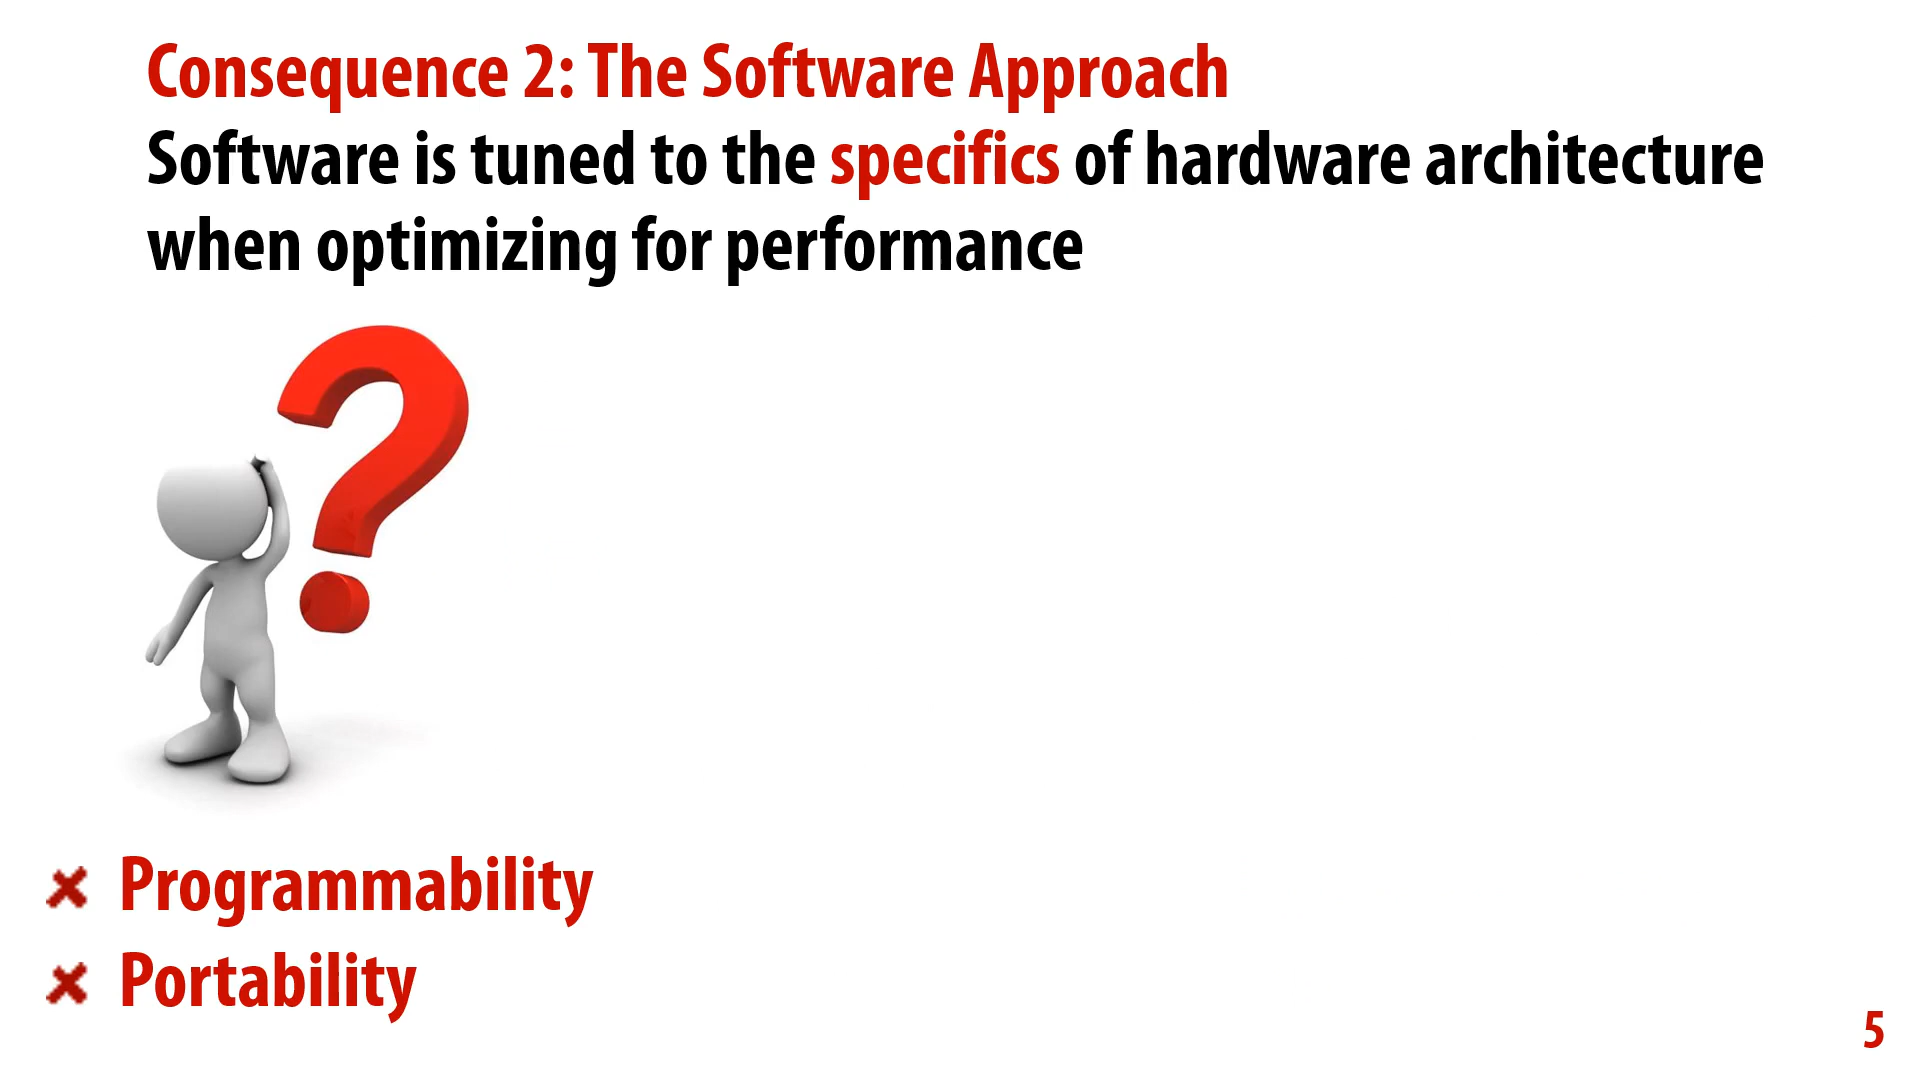 Consequence 2: The Software Approach
Software is tuned to the specifics of hardware architecture
when optimizing for performance
Programmability
Portability
5